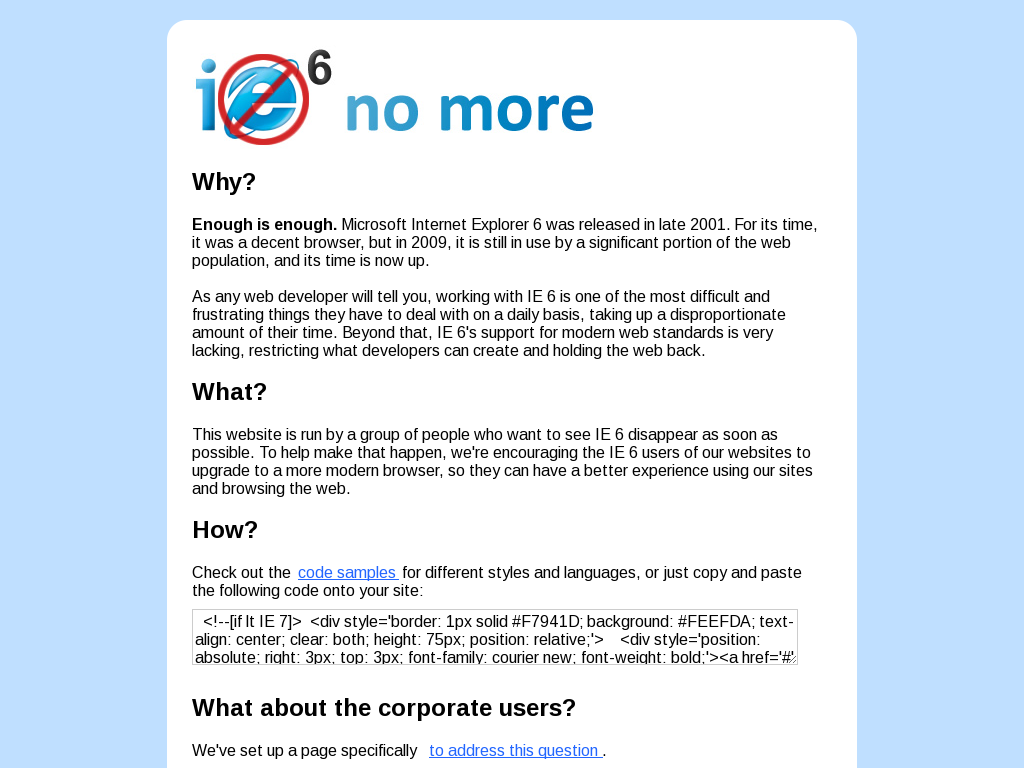 ie6 no more
Why?
Enough is enough. Microsoft Internet Explorer 6 was released in late 2001. For its time,
it was a decent browser, but in 2009, it is still in use by a significant portion of the web
population, and its time is now up.
As any web developer will tell you, working with IE 6 is one of the most difficult and
frustrating things they have to deal with on a daily basis, taking up a disproportionate
amount of their time. Beyond that, IE 6's support for modern web standards is very
lacking, restricting what developers can create and holding the web back.
What?
This website is run by a group of people who want to see IE 6 disappear as soon as
possible. To help make that happen, we're encouraging the IE 6 users of our websites to
upgrade to a more modern browser, so they can have a better experience using our sites
and browsing the web.
How?
Check out the code samples for different styles and languages, or just copy and paste
the following code onto your site:
<!--[if lt IE 7]> <div style='border: 1px solid #F7941D; background: #FEEFDA; text-
align: center; clear: both; height: 75px; position: relative;'> <div style='position:
absolute; right: 3px; top: 3px; font-family: courier new; font-weight: bold;'><a href='#'
What about the corporate users?
We've set up a page specifically to address this question .